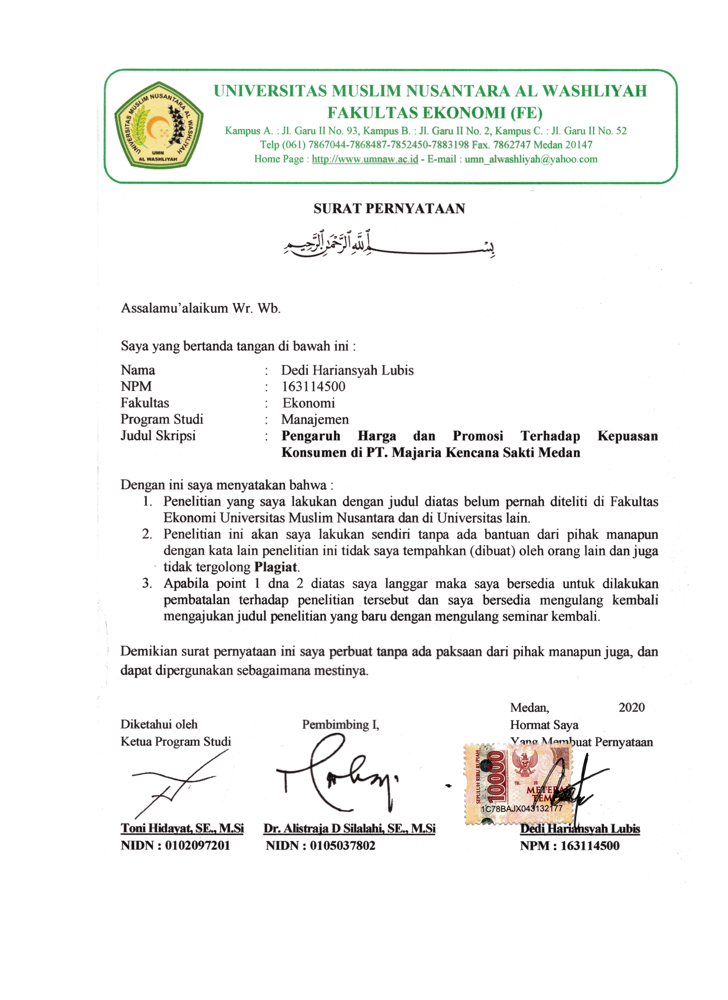 UNIVERSITAS MUSLIM NUSANTARA AL WASHLIYAH
UMN
AL WASHLIYAH
UNIVERSITAS MUSLIM NUSANTARA AL WASHLIYAH
FAKULTAS EKONOMI (FE)
Kampus A. : Jl. Garu II No. 93, Kampus B. : Jl. Garu II No. 2, Kampus C. : Jl. Garu II No. 52
Telp (061) 7867044-7868487-7852450-7883198 Fax. 7862747 Medan 20147
Home Page : http://www.umnaw.ac.id - E-mail : umn_alwashliyah@yahoo.com
SURAT PERNYATAAN
بِسْمِ ٱللَّهِ ٱلرَّحْمَٰنِ ٱلرَّحِيمِ
Assalamu’alaikum Wr. Wb.
Saya yang bertanda tangan di bawah ini :
Nama : Dedi Hariansyah Lubis
NPM : 163114500
Fakultas : Ekonomi
Program Studi : Manajemen
Judul Skripsi : Pengaruh Harga dan Promosi Terhadap Kepuasan
Konsumen di PT. Majaria Kencana Sakti Medan
Dengan ini saya menyatakan bahwa :
1. Penelitian yang saya lakukan dengan judul diatas belum pernah diteliti di Fakultas
Ekonomi Universitas Muslim Nusantara dan di Universitas lain.
2. Penelitian ini akan saya lakukan sendiri tanpa ada bantuan dari pihak manapun
dengan kata lain penelitian ini tidak saya tempahkan (dibuat) oleh orang lain dan juga
tidak tergolong Plagiat.
3. Apabila point 1 dna 2 diatas saya langgar maka saya bersedia untuk dilakukan
pembatalan terhadap penelitian tersebut dan saya bersedia mengulang kembali
mengajukan judul penelitian yang baru dengan mengulang seminar kembali.
Demikian surat pernyataan ini saya perbuat tanpa ada paksaan dari pihak manapun juga, dan
dapat dipergunakan sebagaimana mestinya.
Medan, 2020
Diketahui oleh Pembimbing I, Hormat Saya
Ketua Program Studi Yang Membuat Pernyataan
SEPULUH RIBU RUPIAH
10000
TGL. 20
METERAI
TEMPEL
1C78BAJX043132177
Toni Hidayat, SE., M.Si Dr. Alistraja D Silalahi, SE., M.Si Dedi Hariansyah Lubis
NIDN : 0102097201 NIDN : 0105037802 NPM : 163114500